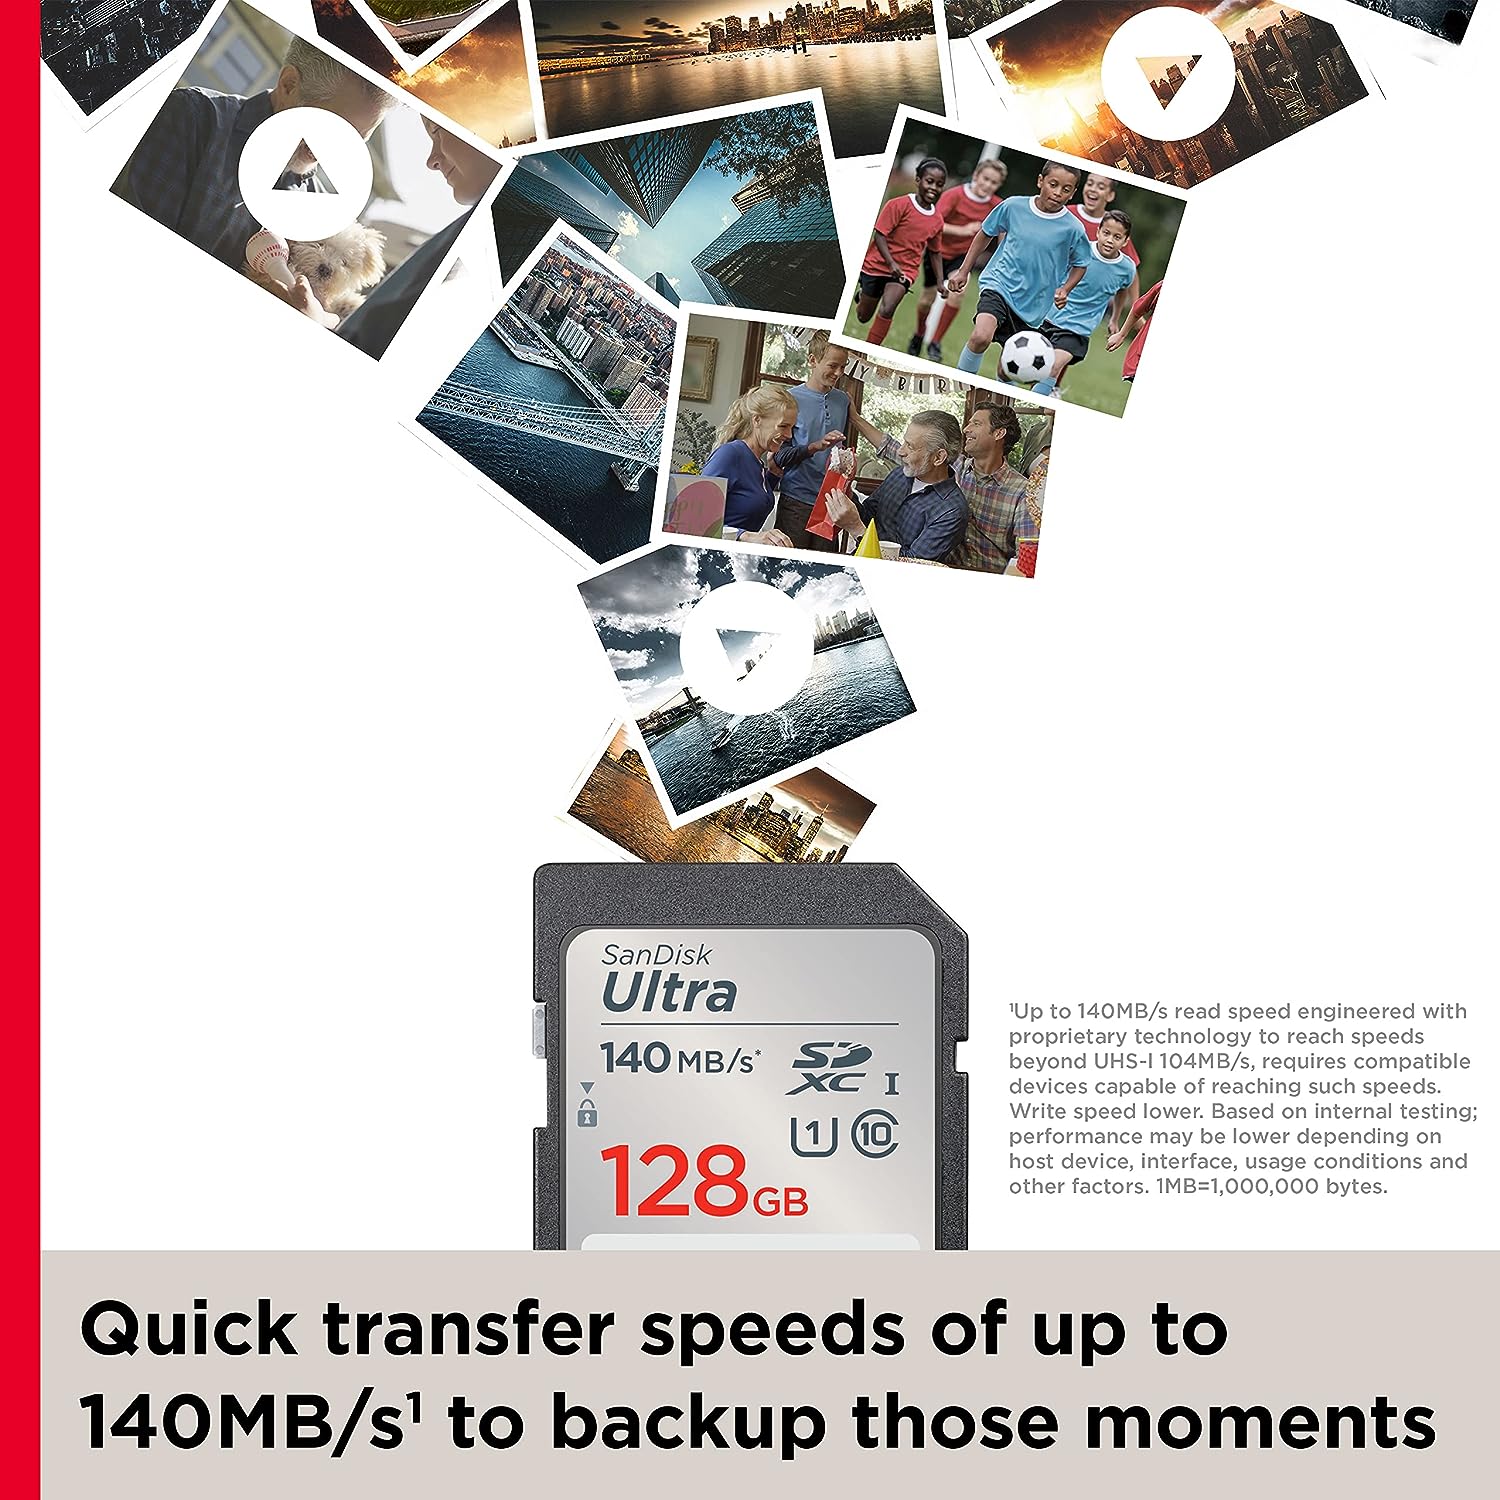 SanDisk
Ultra
140 MB/s*
SD XC I
1 10
128GB
¹Up to 140MB/s read speed engineered with
proprietary technology to reach speeds
beyond UHS-I 104MB/s, requires compatible
devices capable of reaching such speeds.
Write speed lower. Based on internal testing;
performance may be lower depending on
host device, interface, usage conditions and
other factors. 1MB=1,000,000 bytes.
Quick transfer speeds of up to
140MB/s¹ to backup those moments